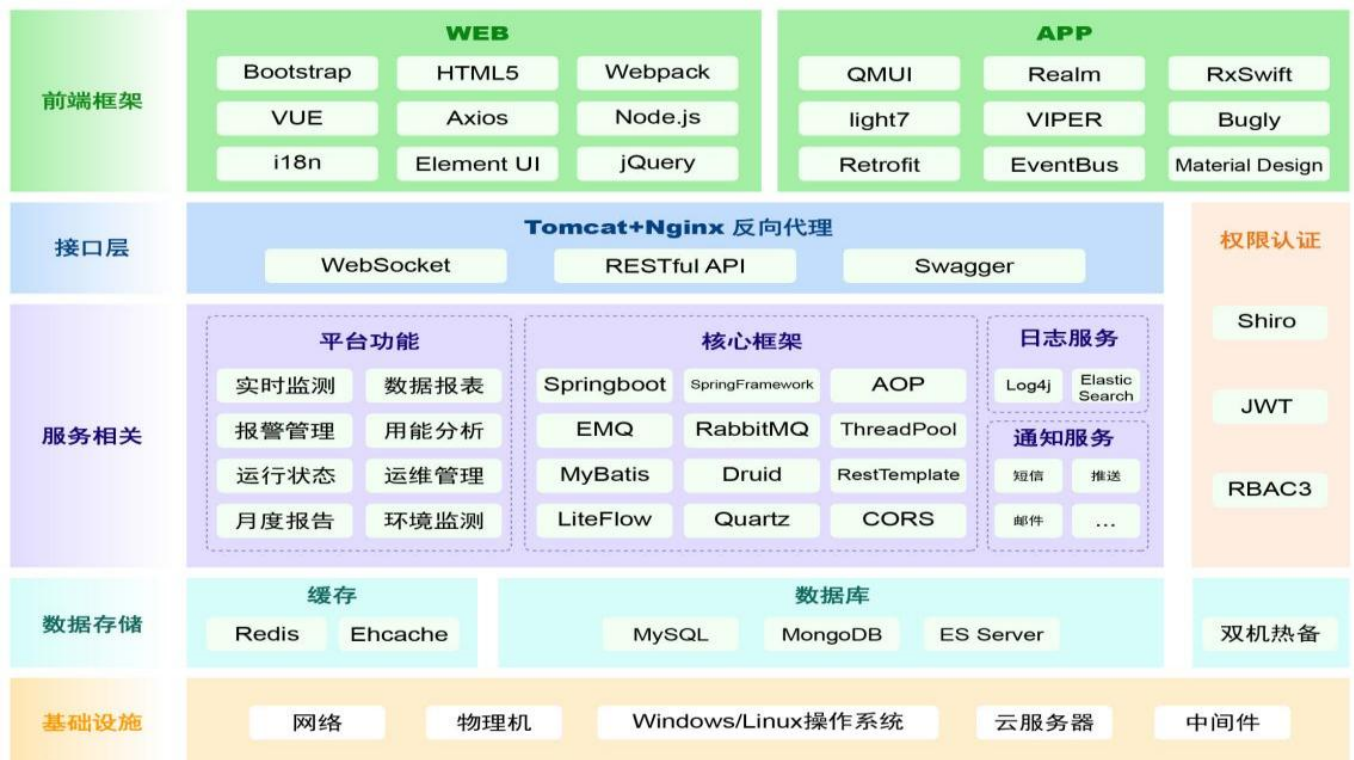 前端框架
WEB
Bootstrap HTML5 Webpack
VUE Axios Node.js
i18n Element UI jQuery
APP
QMUI Realm RxSwift
light7 VIPER Bugly
Retrofit EventBus Material Design
接口层
Tomcat+Nginx 反向代理
WebSocket RESTful API Swagger
权限认证
Shiro
JWT
RBAC3
服务相关
平台功能
实时监测 数据报表
报警管理 用能分析
运行状态 运维管理
月度报告 环境监测
核心框架
Springboot SpringFramework AOP
EMQ RabbitMQ ThreadPool
MyBatis Druid RestTemplate
LiteFlow Quartz CORS
日志服务
Log4j Elastic
Search
通知服务
短信 推送
邮件 ...
数据存储
缓存
Redis Ehcache
数据库
MySQL MongoDB ES Server
双机热备
基础设施
网络 物理机 Windows/Linux操作系统 云服务器 中间件